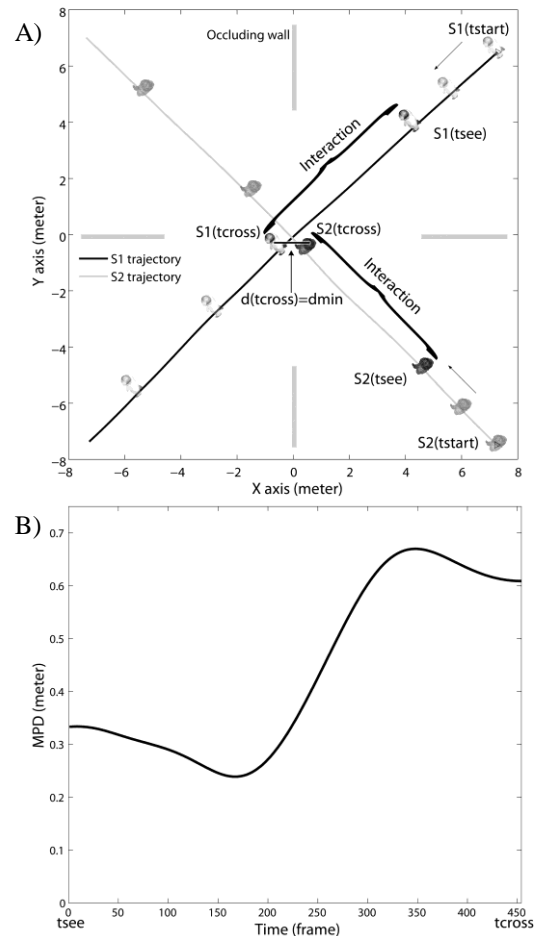 A)
Occluding wall
S1(tstart)
S1(tsee)
Interaction
S1(tcross)
S2(tcross)
S1 trajectory
S2 trajectory
d(tcross)=dmin
Interaction
S2(tsee)
S2(tstart)
Y axis (meter)
8
6
4
2
0
−2
−4
−6
−8
−8 −6 −4 −2 0 2 4 6 8
X axis (meter)
B)
MPD (meter)
0.7
0.6
0.5
0.4
0.3
0.2
0.1
0
0 50 100 150 200 250 300 350 400 450
tsee Time (frame) tcross